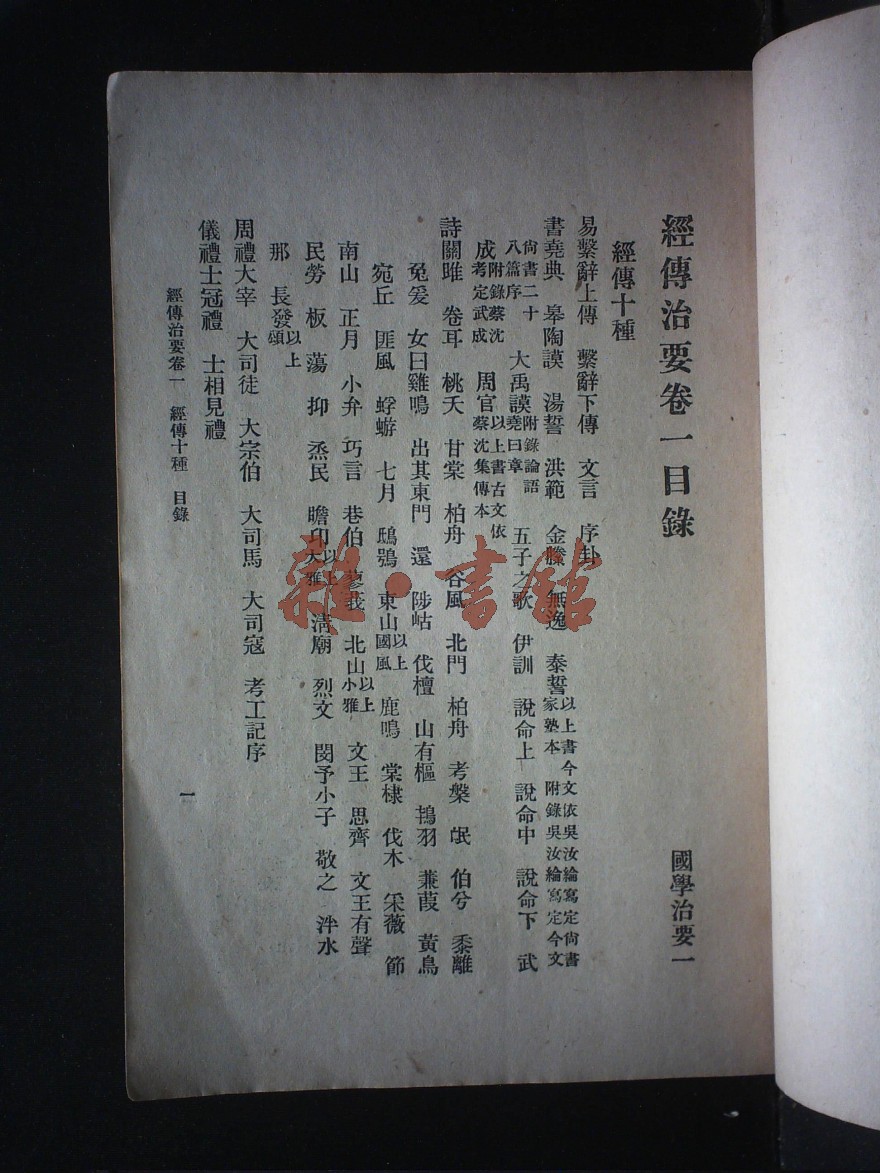 經傳治要卷一目錄
國學治要一
經傳十種
易繫辭上傳 繫辭下傳 文言 序卦
書堯典 皋陶謨 湯誓 洪範 金縢 無逸 泰誓以上書今文依吳汝綸寫定尙書家塾本 附錄吳汝綸寫定今文
尙書二十八篇序 大禹謨附錄論語堯曰章 五子之歌 伊訓 說命上 說命中 說命下 武
成附錄蔡沈考定武成 周官以上書古文依蔡沈集傳本
詩關雎 卷耳 桃夭 甘棠 柏舟 谷風 北門 柏舟 考槃 氓 伯兮 黍離
兔爰 女曰雞鳴 出其東門 還 陟岵 伐檀 山有樞 鴇羽 蒹葭 黃鳥
宛丘 匪風 蜉蝣 七月 鴟鴞 東山以上國風 鹿鳴 棠棣 伐木 采薇 節
南山 正月 小弁 巧言 巷伯 蓼莪 北山以上小雅 文王 思齊 文王有聲
民勞 板 蕩 抑 烝民 瞻卬以上大雅 淸廟 烈文 閔予小子 敬之 泮水
那 長發以上頌
周禮大宰 大司徒 大宗伯 大司馬 大司寇 考工記序
儀禮士冠禮 士相見禮
經傳治要卷一 經傳十種 目錄
一
雜·書館